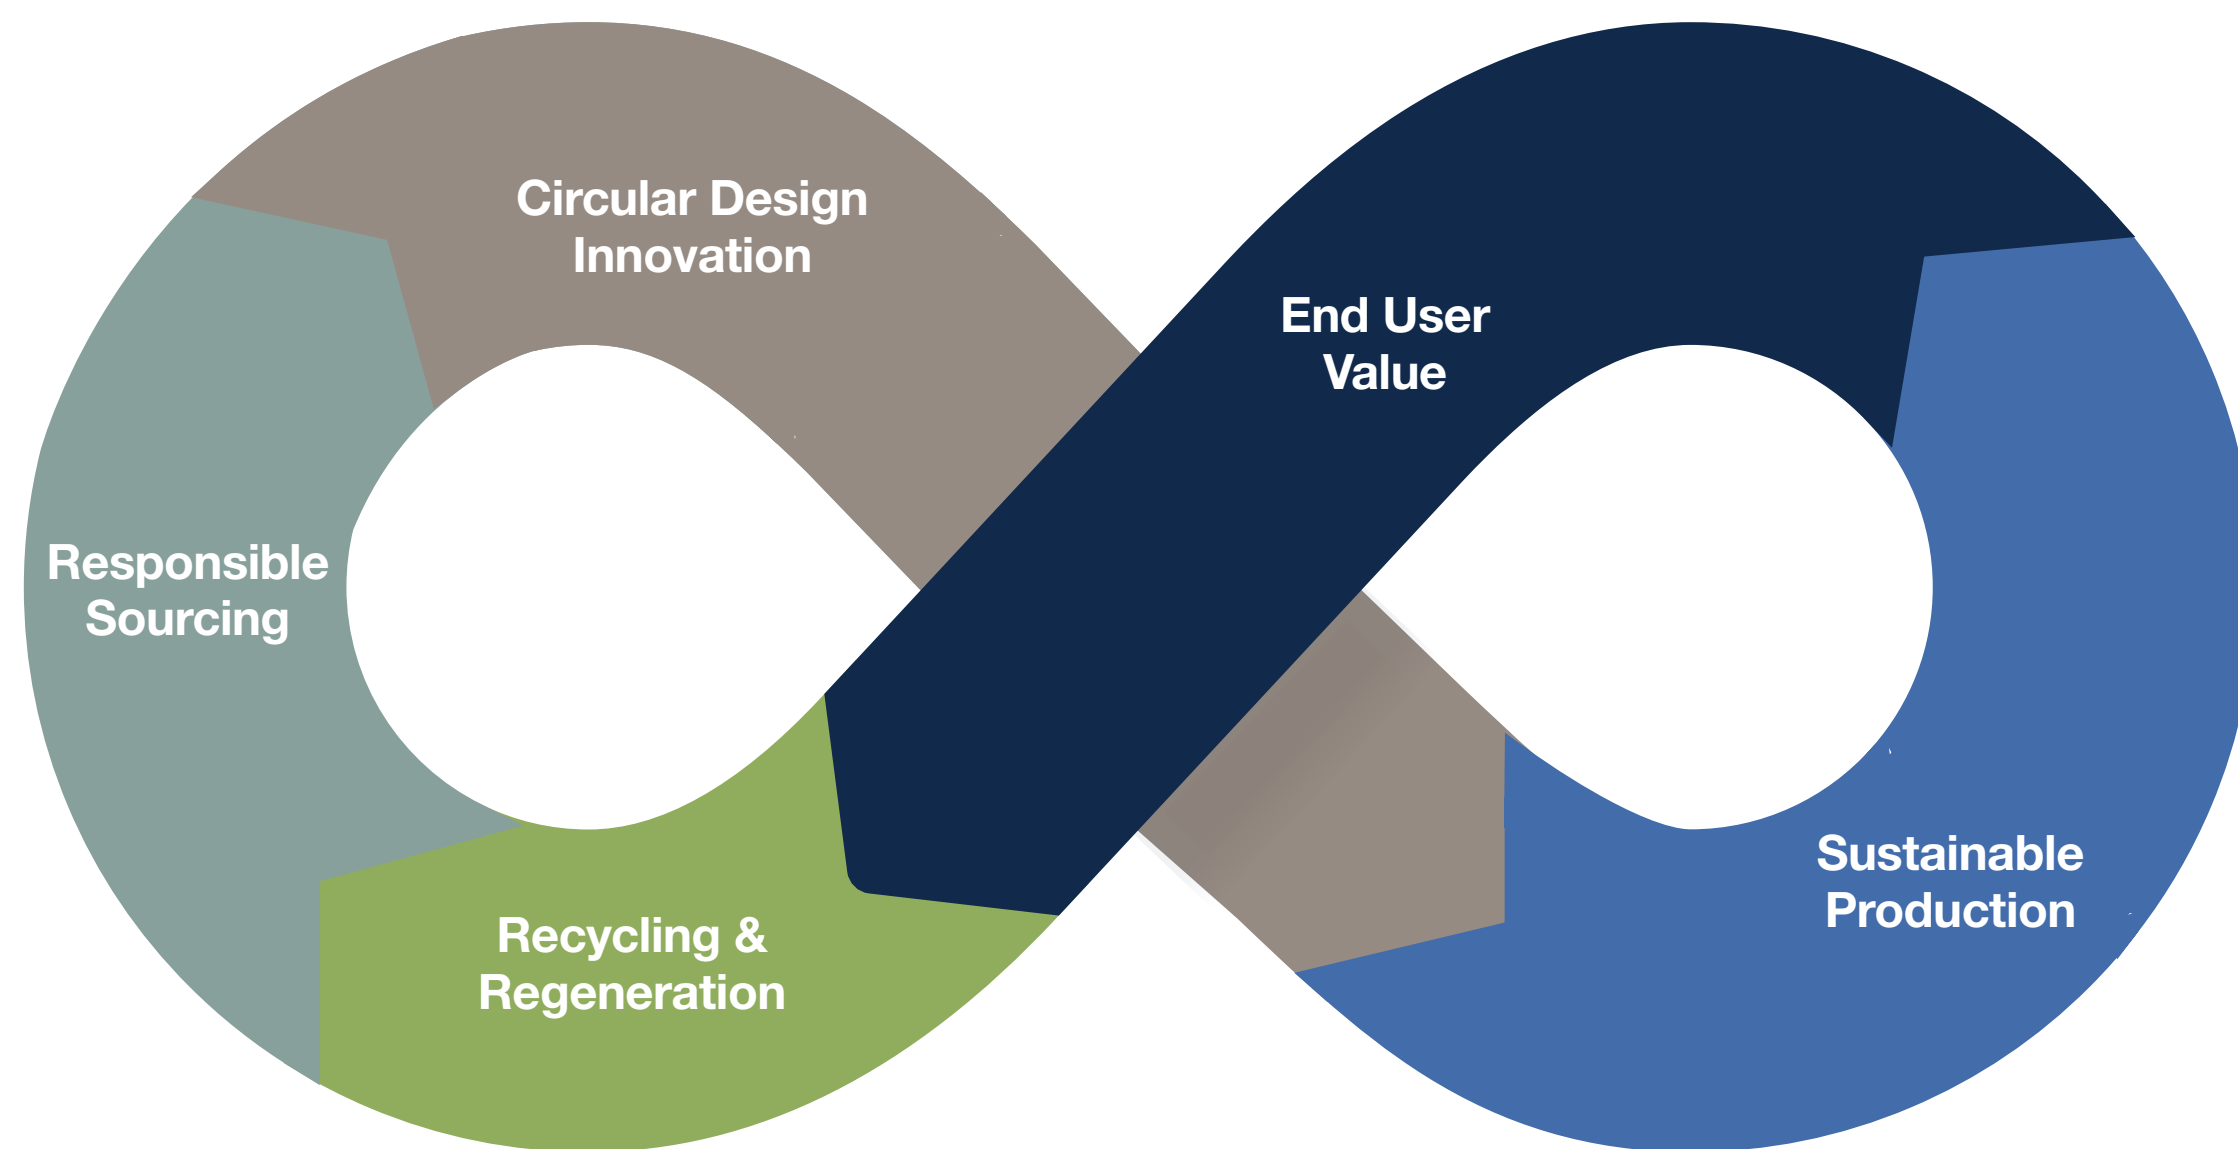 Circular Design
Innovation
End User
Value
Responsible
Sourcing
Sustainable
Production
Recycling &
Regeneration